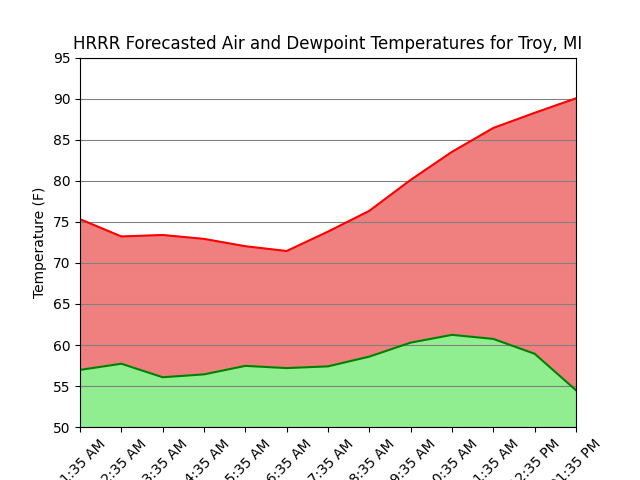 HRRR Forecasted Air and Dewpoint Temperatures for Troy, MI
Temperature (F)
95
90
85
80
75
70
65
60
55
50
1:35 AM
2:35 AM
3:35 AM
4:35 AM
5:35 AM
6:35 AM
7:35 AM
8:35 AM
9:35 AM
0:35 AM
1:35 AM
2:35 PM
01:35 PM